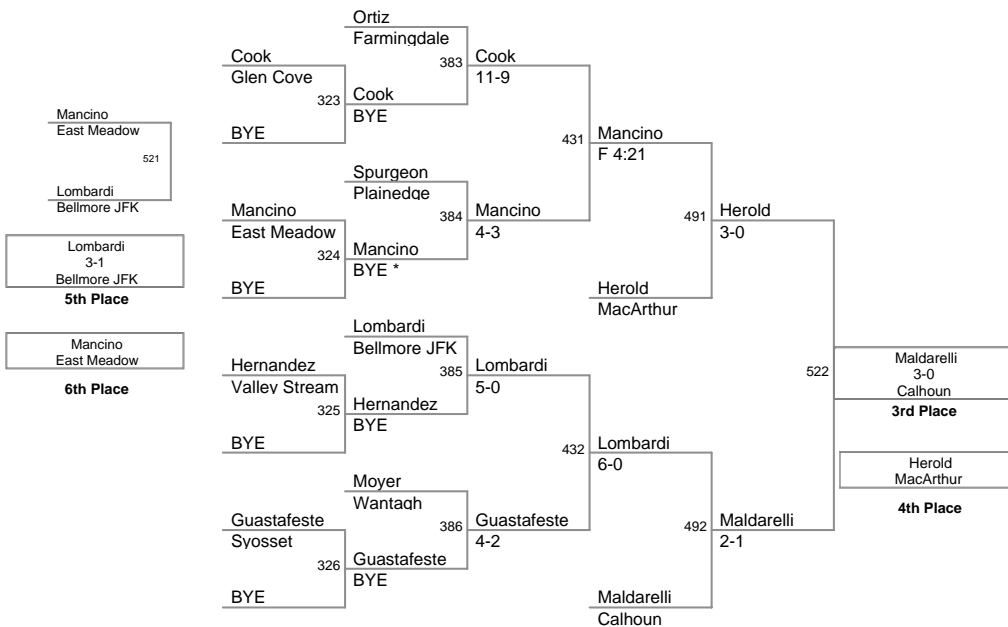 Ortiz
Farmingdale
Cook
Glen Cove
383
Cook
11-9
323
Cook
BYE
BYE
Mancino
East Meadow
521
Lombardi
Bellmore JFK
431
Mancino
F 4:21
Spurgeon
Plainedge
Mancino
East Meadow
384
Mancino
4-3
324
Mancino
BYE *
BYE
491
Herold
3-0
Herold
MacArthur
Lombardi
3-1
Bellmore JFK
5th Place
Mancino
East Meadow
6th Place
Lombardi
Bellmore JFK
Hernandez
Valley Stream
385
Lombardi
5-0
325
Hernandez
BYE
BYE
522
Maldarelli
3-0
Calhoun
3rd Place
432
Lombardi
6-0
Herold
MacArthur
4th Place
Moyer
Wantagh
Guastafeste
Syosset
386
Guastafeste
4-2
326
Guastafeste
BYE
BYE
492
Maldarelli
2-1
Maldarelli
Calhoun